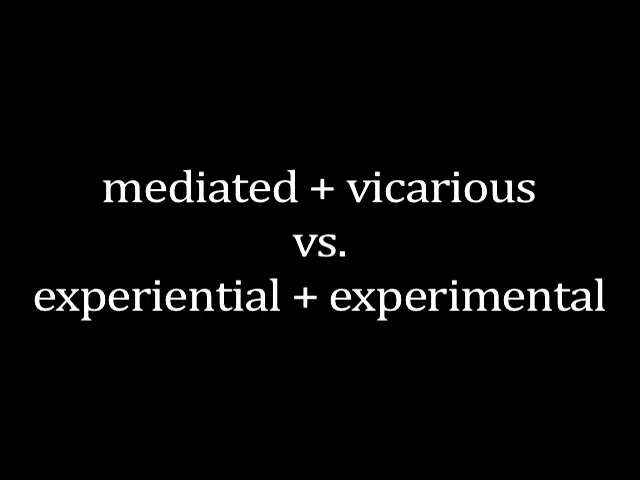 mediated + vicarious
vs.
experiential + experimental